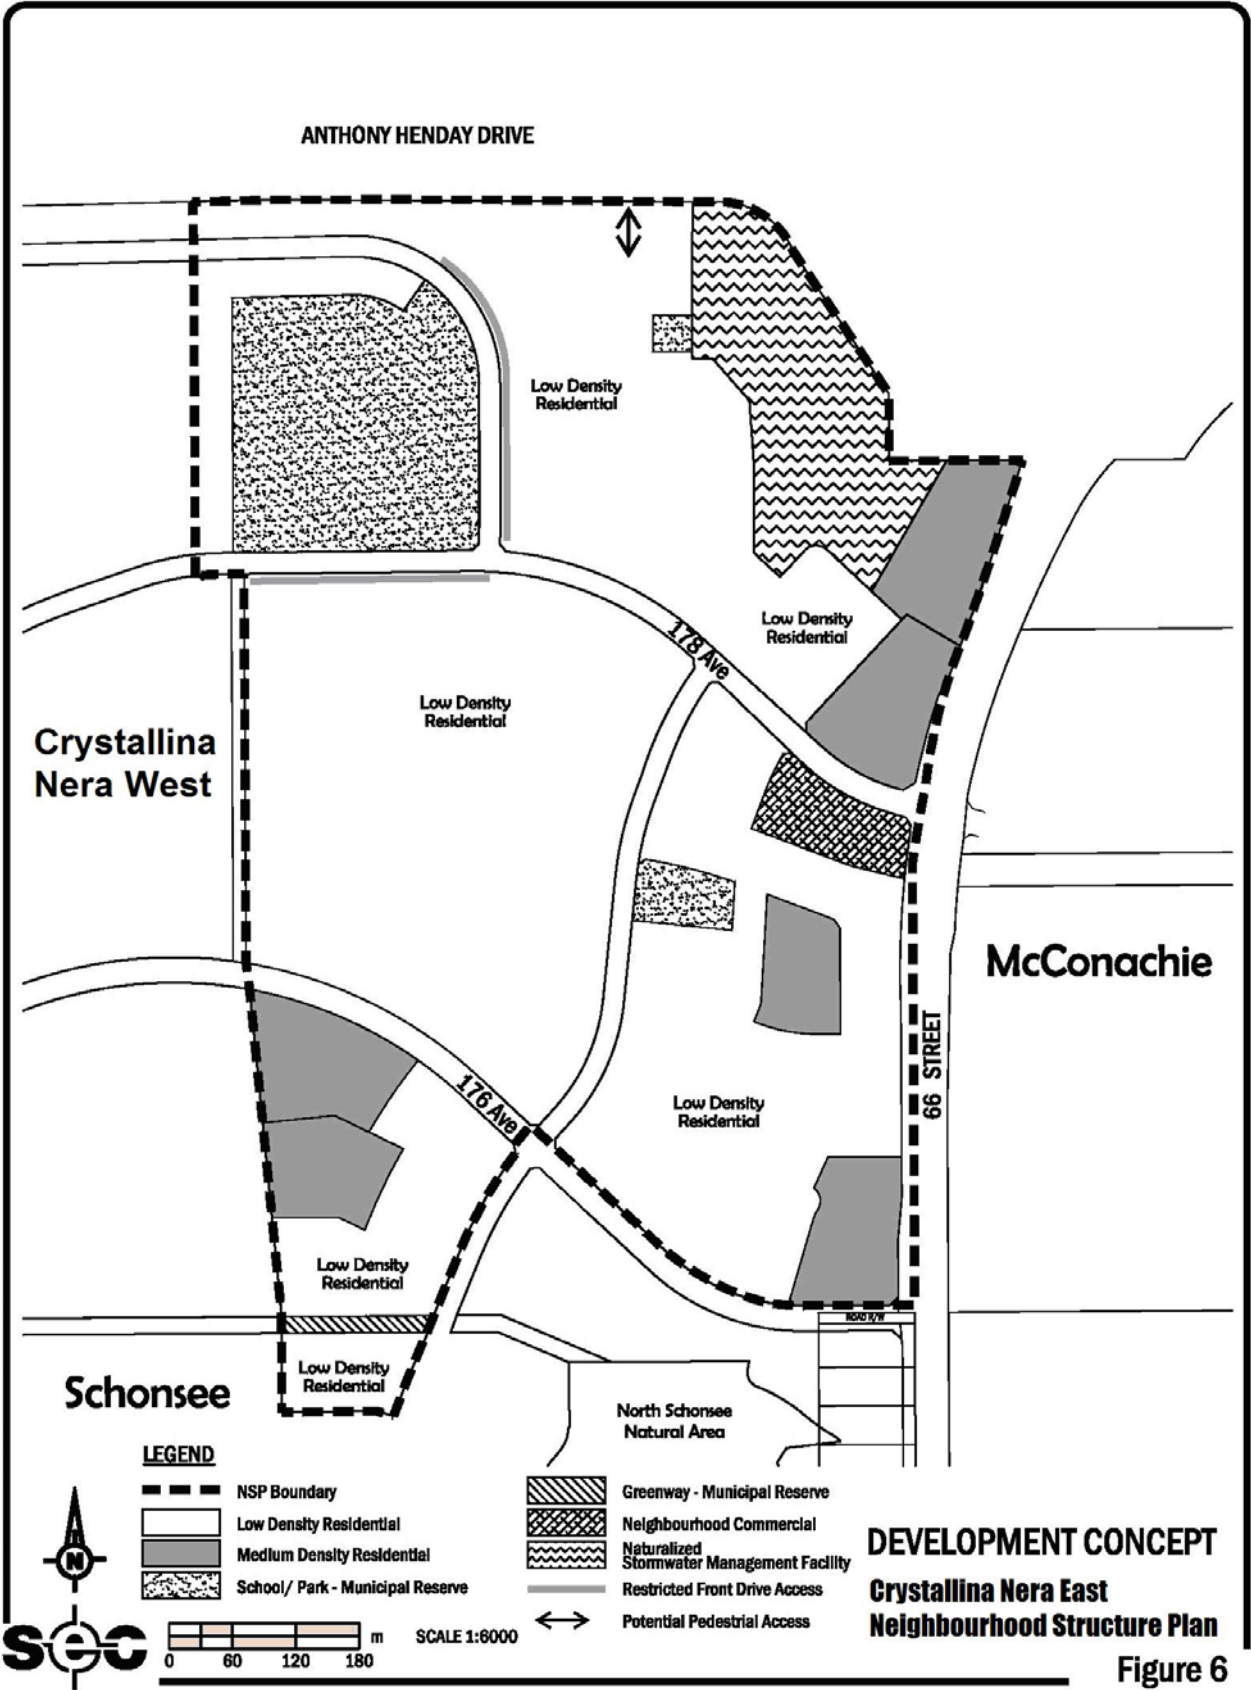 ANTHONY HENDAY DRIVE
Low Density
Residential
Low Density
Residential
178 Ave
Low Density
Residential
Crystallina
Nera West
McConachie
66 STREET
176 Ave
Low Density
Residential
Low Density
Residential
ROAD R/W
Low Density
Residential
Schonsee
North Schonsee
Natural Area
LEGEND
NSP Boundary
Low Density Residential
Medium Density Residential
School/ Park - Municipal Reserve
Greenway - Municipal Reserve
Neighbourhood Commercial
Naturalized
Stormwater Management Facility
Restricted Front Drive Access
Potential Pedestrial Access
N
sec
0 60 120 180 m
SCALE 1:6000
DEVELOPMENT CONCEPT
Crystallina Nera East
Neighbourhood Structure Plan
Figure 6